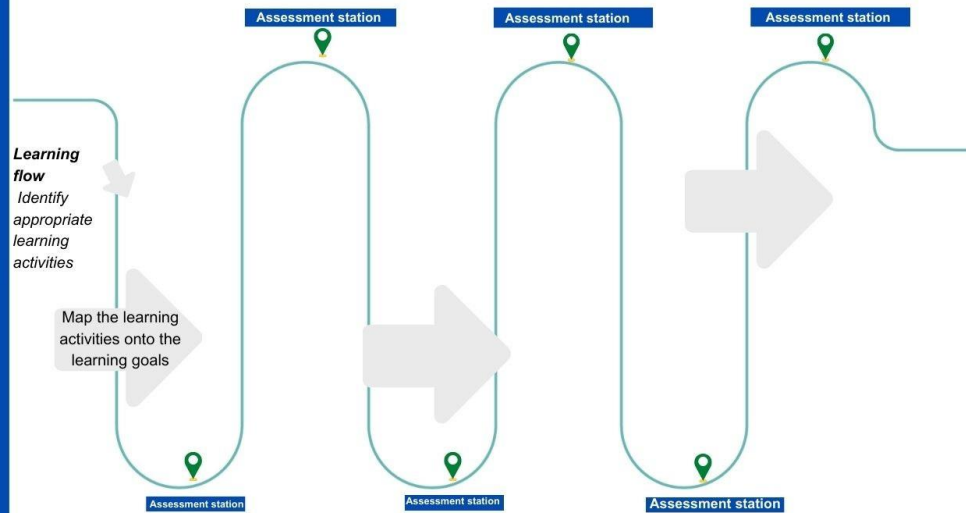 Assessment station
Assessment station
Assessment station
Learning
flow
Identify
appropriate
learning
activities
Map the learning
activities onto the
learning goals
Assessment station
Assessment station
Assessment station